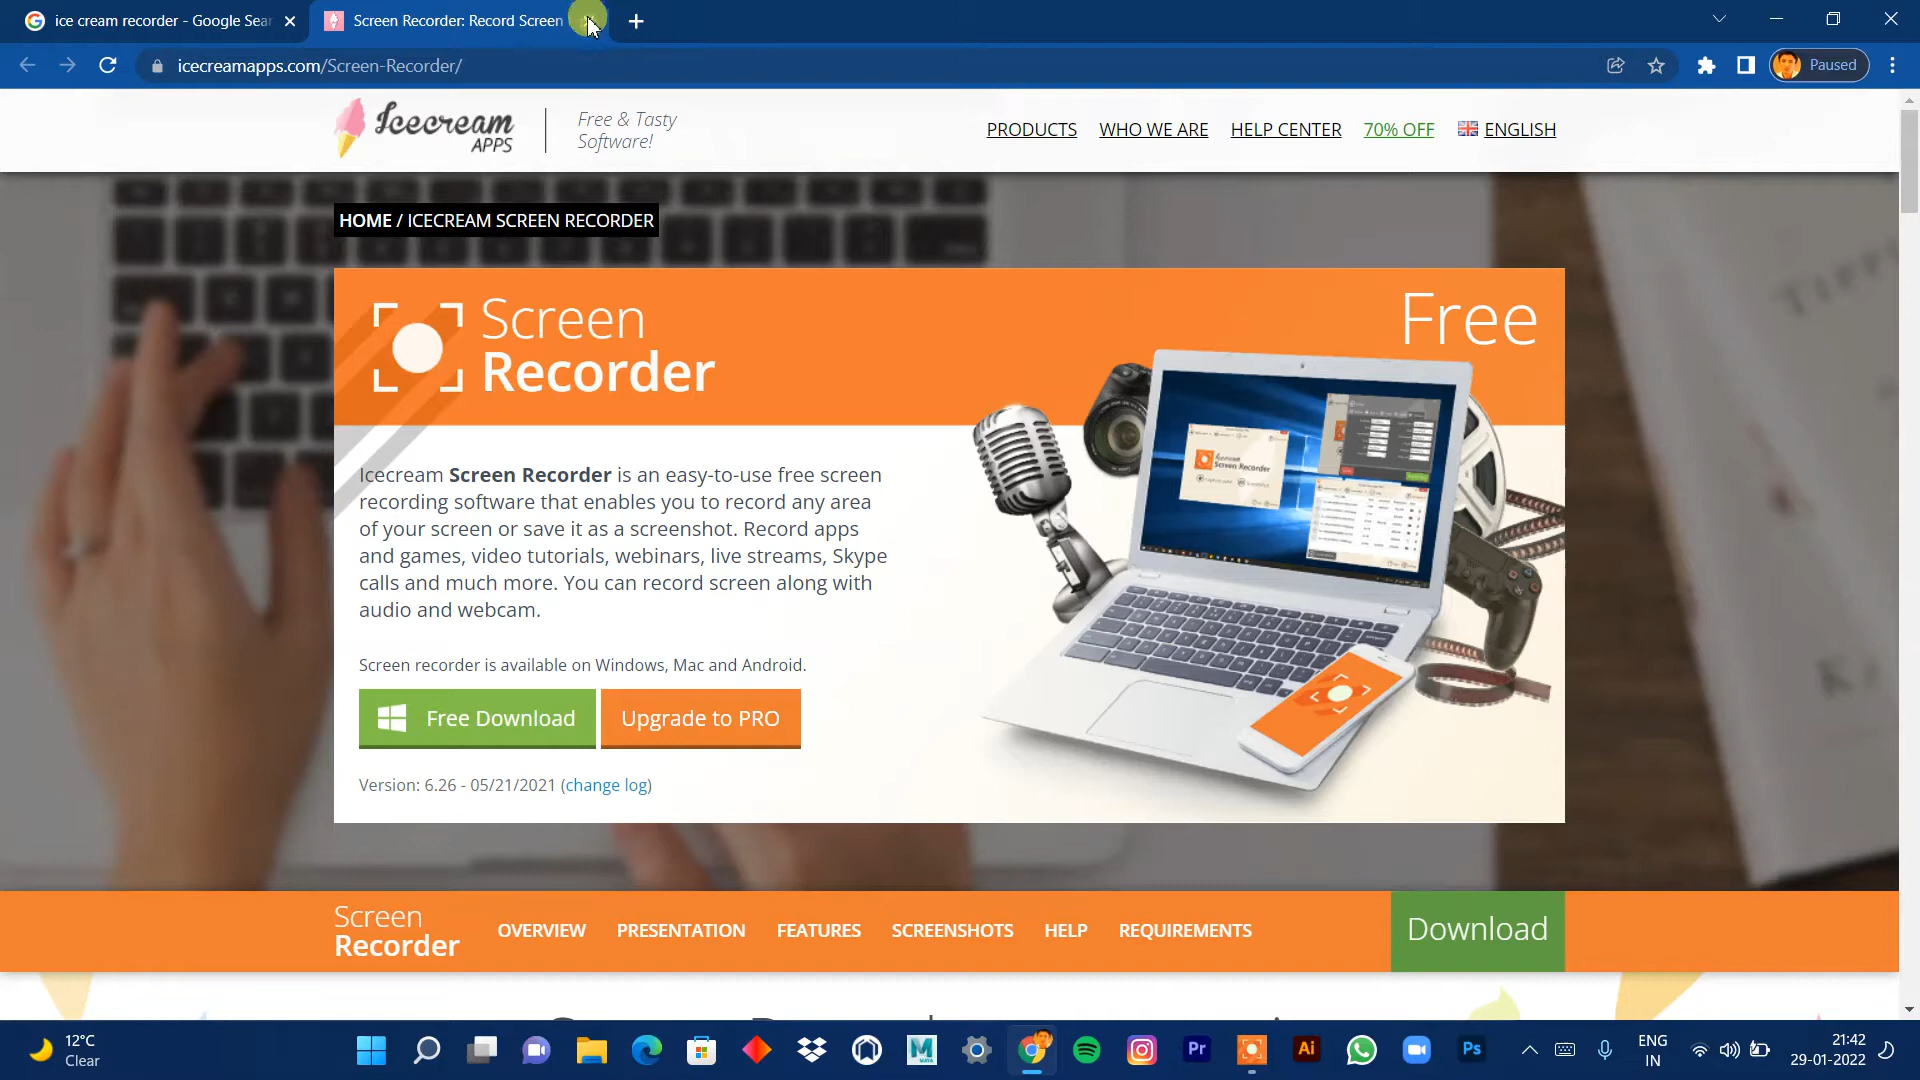 ice cream recorder - Google Sear
Screen Recorder: Record Screen
icecreamapps.com/Screen-Recorder/
Paused
Icecream
APPS
Free & Tasty
Software!
PRODUCTS
WHO WE ARE
HELP CENTER
70% OFF
ENGLISH
HOME / ICECREAM SCREEN RECORDER
Screen
Recorder
Free
Icecream Screen Recorder is an easy-to-use free screen
recording software that enables you to record any area
of your screen or save it as a screenshot. Record apps
and games, video tutorials, webinars, live streams, Skype
calls and much more. You can record screen along with
audio and webcam.
Screen recorder is available on Windows, Mac and Android.
Free Download
Upgrade to PRO
Version: 6.26 - 05/21/2021 (change log)
Screen
Recorder
OVERVIEW
PRESENTATION
FEATURES
SCREENSHOTS
HELP
REQUIREMENTS
Download
12°C
Clear
Pr
Ai
Ps
ENG
IN
21:42
29-01-2022